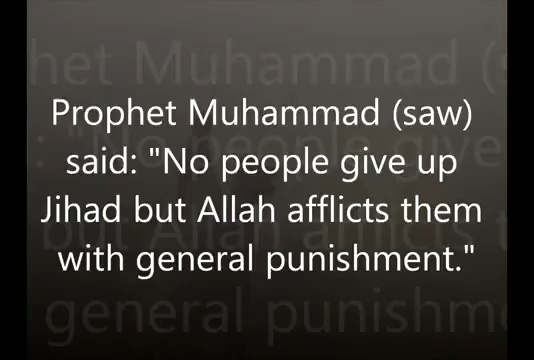 Prophet Muhammad (saw)
said: "No people give up
Jihad but Allah afflicts them
with general punishment."